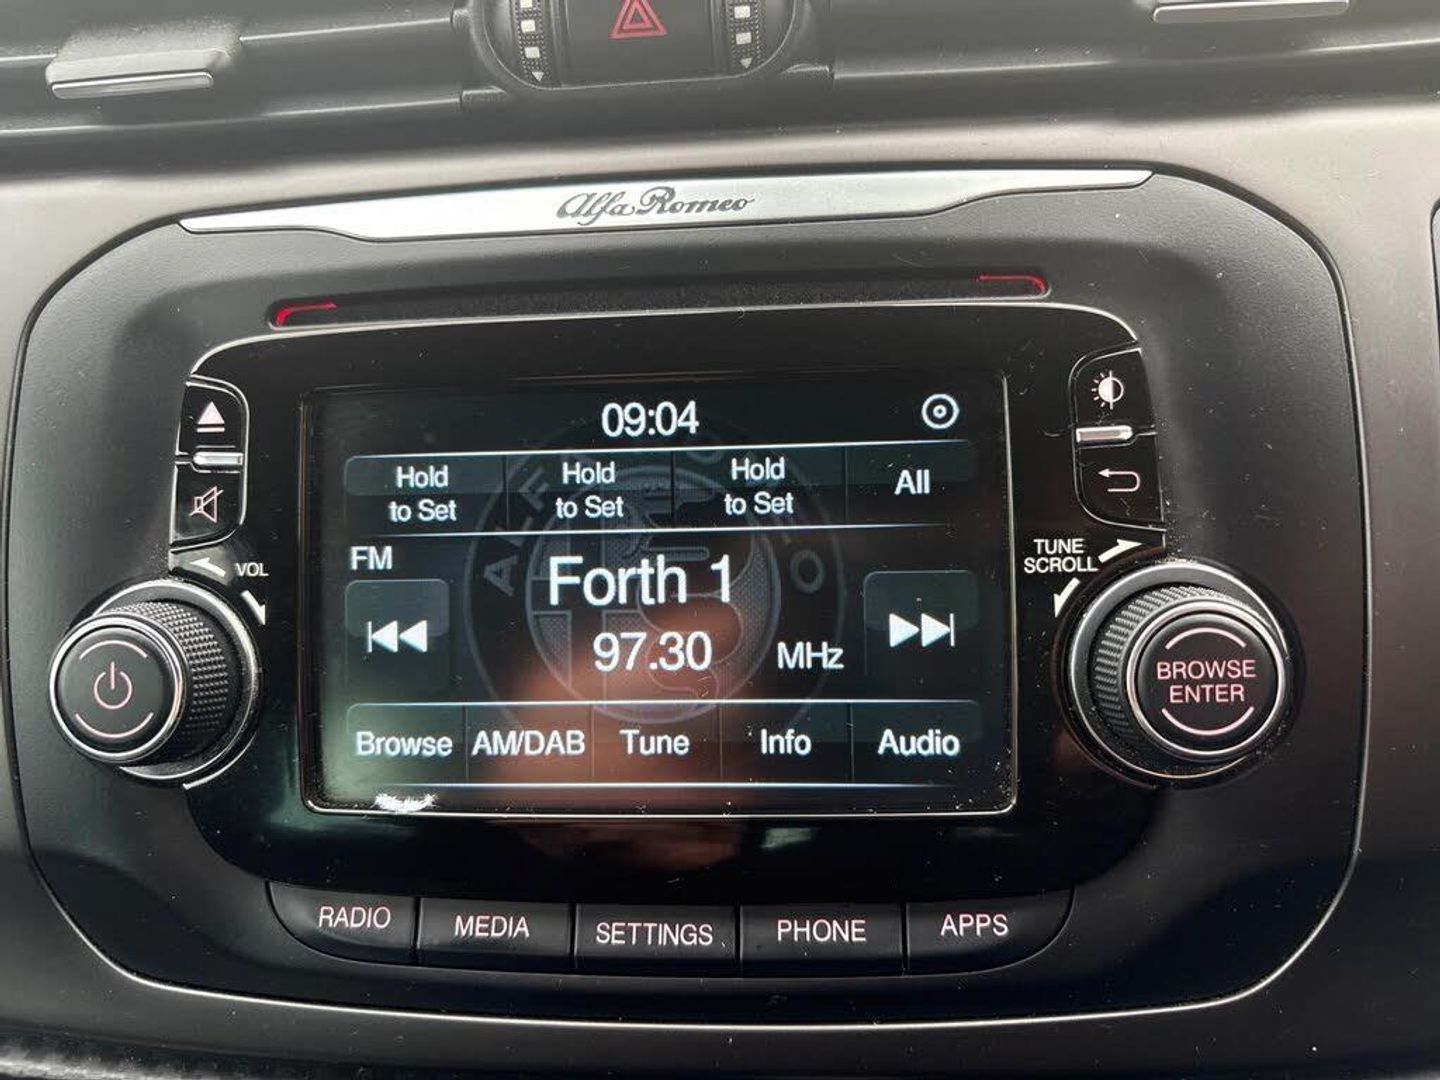 Alfa Romeo
09:04
Hold to Set
Hold to Set
Hold to Set
All
FM
Forth 1
97.30 MHz
Browse
AM/DAB
Tune
Info
Audio
VOL
TUNE
SCROLL
BROWSE
ENTER
RADIO
MEDIA
SETTINGS
PHONE
APPS